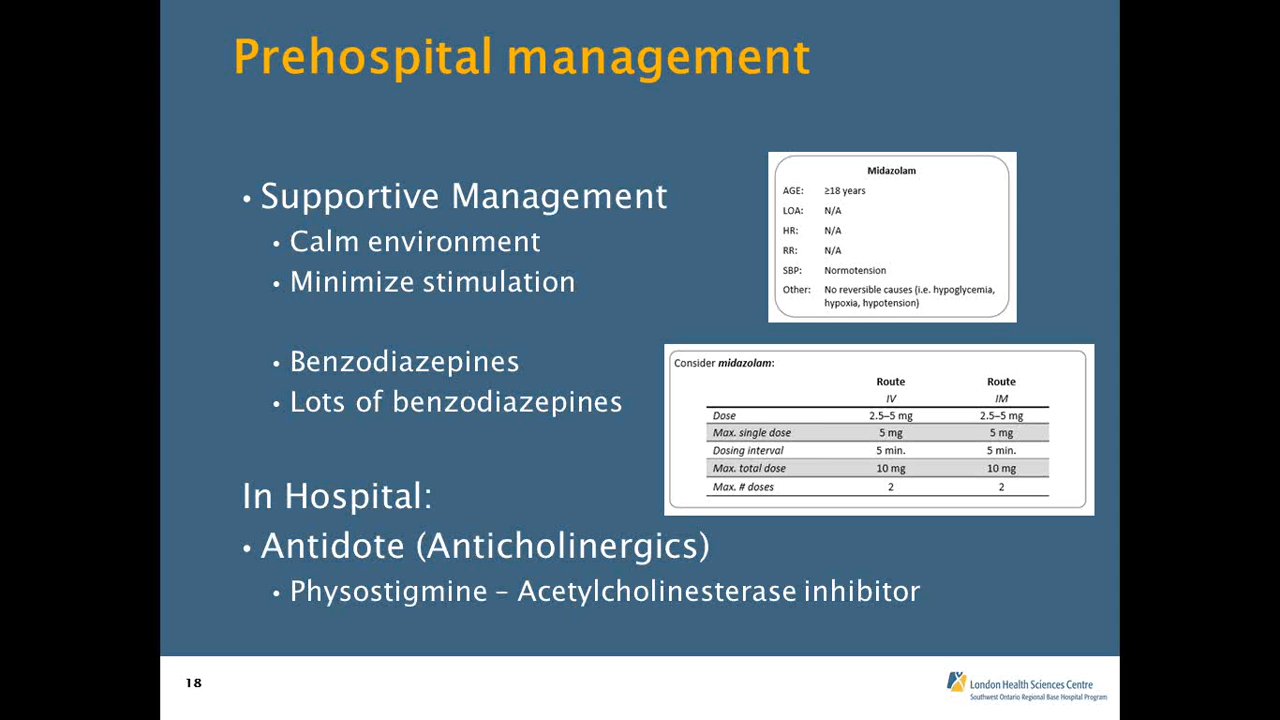 Prehospital management
• Supportive Management
• Calm environment
• Minimize stimulation
• Benzodiazepines
• Lots of benzodiazepines
In Hospital:
• Antidote (Anticholinergics)
• Physostigmine – Acetylcholinesterase inhibitor
Midazolam
AGE: ≥18 years
LOA: N/A
HR: N/A
RR: N/A
SBP: Normotension
Other: No reversible causes (i.e. hypoglycemia,
hypoxia, hypotension)
Consider midazolam:
Route Route
IV IM
Dose 2.5–5 mg 2.5–5 mg
Max. single dose 5 mg 5 mg
Dosing interval 5 min. 5 min.
Max. total dose 10 mg 10 mg
Max. # doses 2 2
18
London Health Sciences Centre
Southwest Ontario Regional Base Hospital Program